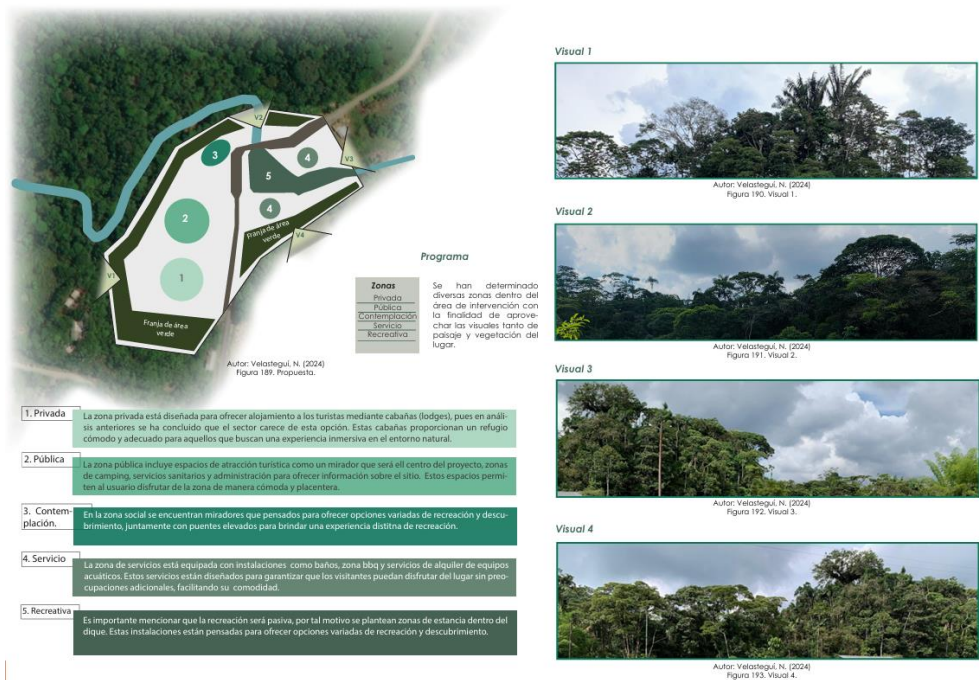 V2
V3
3
4
5
2
4
Franja de área
verde
V4
V1
1
Franja de área
verde
Autor: Velasteguí, N. (2024)
Figura 189. Propuesta.
Programa
Zonas
Privada
Pública
Contemplación
Servicio
Recreativa
Se han determinado
diversas zonas dentro del
área de intervención con
la finalidad de aprove-
char las visuales tanto de
paisaje y vegetación del
lugar.
1. Privada
La zona privada está diseñada para ofrecer alojamiento a los turistas mediante cabañas (lodges), pues en análi-
sis anteriores se ha concluido que el sector carece de esta opción. Estas cabañas proporcionan un refugio
cómodo y adecuado para aquellos que buscan una experiencia inmersiva en el entorno natural.
2. Pública
La zona pública incluye espacios de atracción turística como un mirador que será ell centro del proyecto, zonas
de camping, servicios sanitarios y administración para ofrecer información sobre el sitio. Estos espacios permi-
ten al usuario disfrutar de la zona de manera cómoda y placentera.
3. Contem-
plación.
En la zona social se encuentran miradores que pensados para ofrecer opciones variadas de recreación y descu-
brimiento, juntamente con puentes elevados para brindar una experiencia distitna de recreación.
4. Servicio
La zona de servicios está equipada con instalaciones como baños, zona bbq y servicios de alquiler de equipos
acuáticos. Estos servicios están diseñados para garantizar que los visitantes puedan disfrutar del lugar sin preo-
cupaciones adicionales, facilitando su comodidad.
5. Recreativa
Es importante mencionar que la recreación será pasiva, por tal motivo se plantean zonas de estancia dentro del
dique. Estas instalaciones están pensadas para ofrecer opciones variadas de recreación y descubrimiento.
Visual 1
Autor: Velasteguí, N. (2024)
Figura 190. Visual 1.
Visual 2
Autor: Velasteguí, N. (2024)
Figura 191. Visual 2.
Visual 3
Autor: Velasteguí, N. (2024)
Figura 192. Visual 3.
Visual 4
Autor: Velasteguí, N. (2024)
Figura 193. Visual 4.